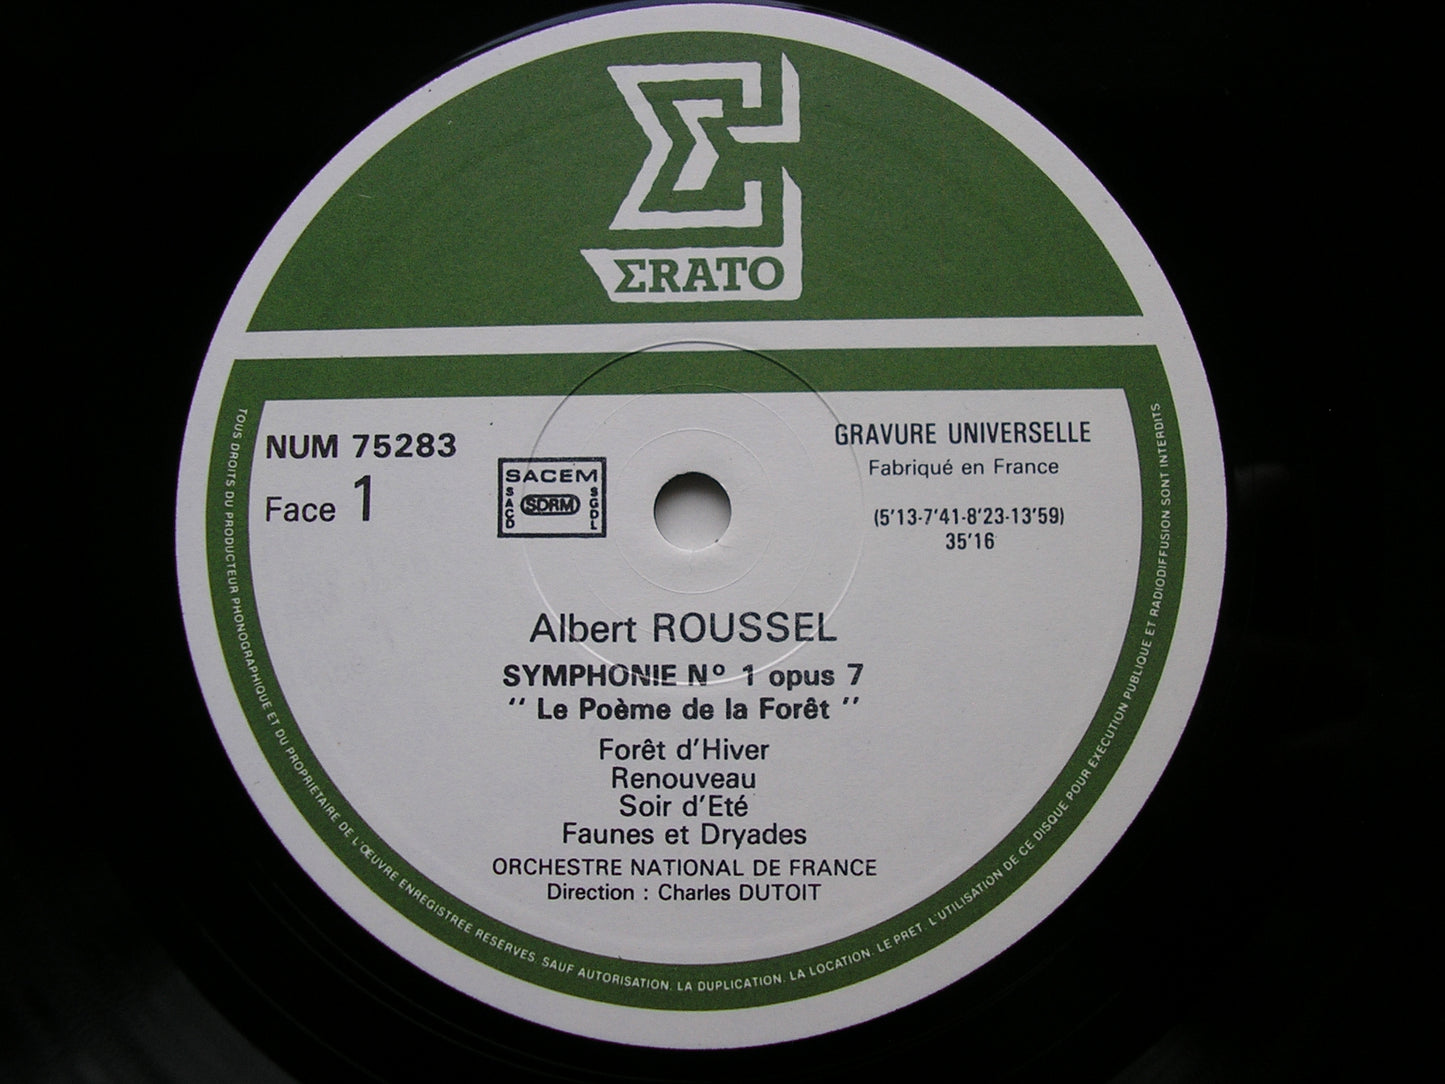 ΣRATO
NUM 75283
Face 1
SACEM
SACD
SDRM
SGDL
GRAVURE UNIVERSELLE
Fabriqué en France
(5'13-7'41-8'23-13'59)
35'16
Albert ROUSSEL
SYMPHONIE Nº 1 opus 7
" Le Poème de la Forêt "
Forêt d'Hiver
Renouveau
Soir d'Eté
Faunes et Dryades
ORCHESTRE NATIONAL DE FRANCE
Direction : Charles DUTOIT
TOUS DROITS DU PRODUCTEUR PHONOGRAPHIQUE ET DU PROPRIETAIRE DE L'ŒUVRE ENREGISTREE RESERVES. SAUF AUTORISATION. LA DUPLICATION. LA LOCATION. LE PRET. L'UTILISATION DE CE DISQUE POUR EXECUTION PUBLIQUE ET RADIODIFFUSION SONT INTERDITS